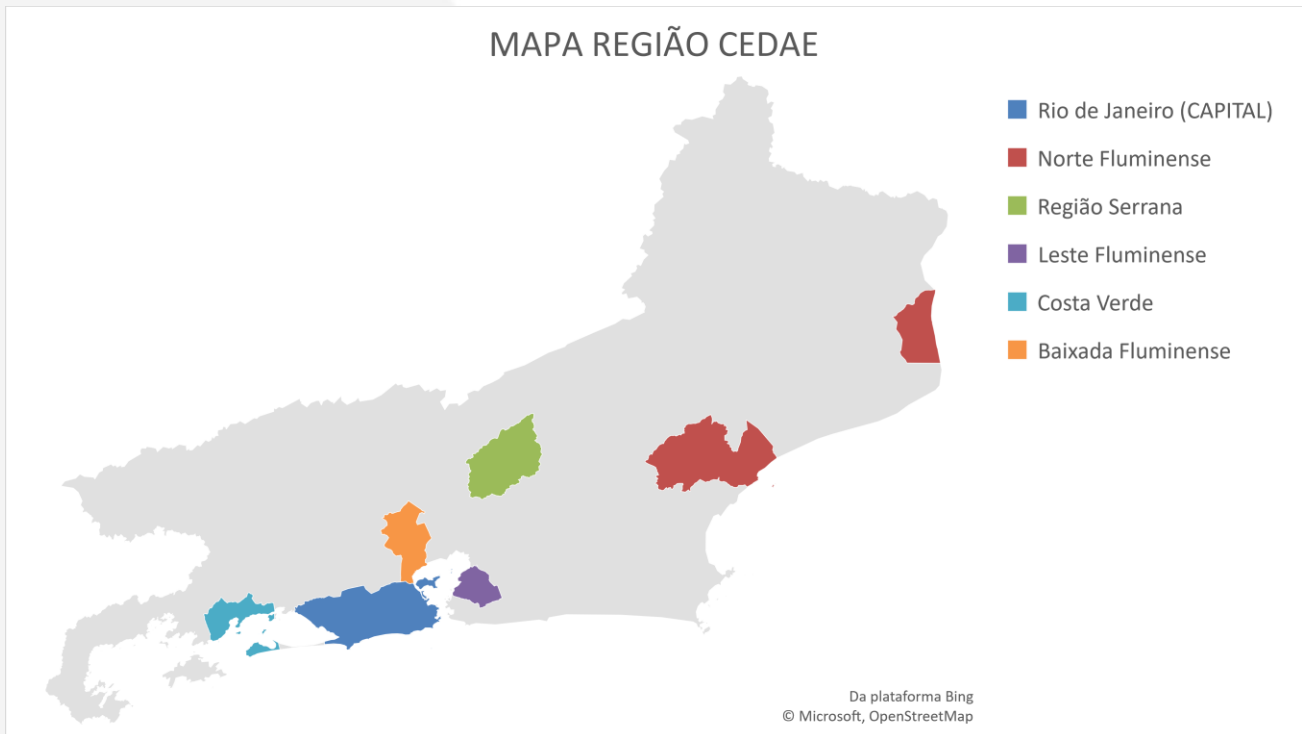 MAPA REGIÃO CEDAE
Rio de Janeiro (CAPITAL)
Norte Fluminense
Região Serrana
Leste Fluminense
Costa Verde
Baixada Fluminense
Da plataforma Bing
© Microsoft, OpenStreetMap